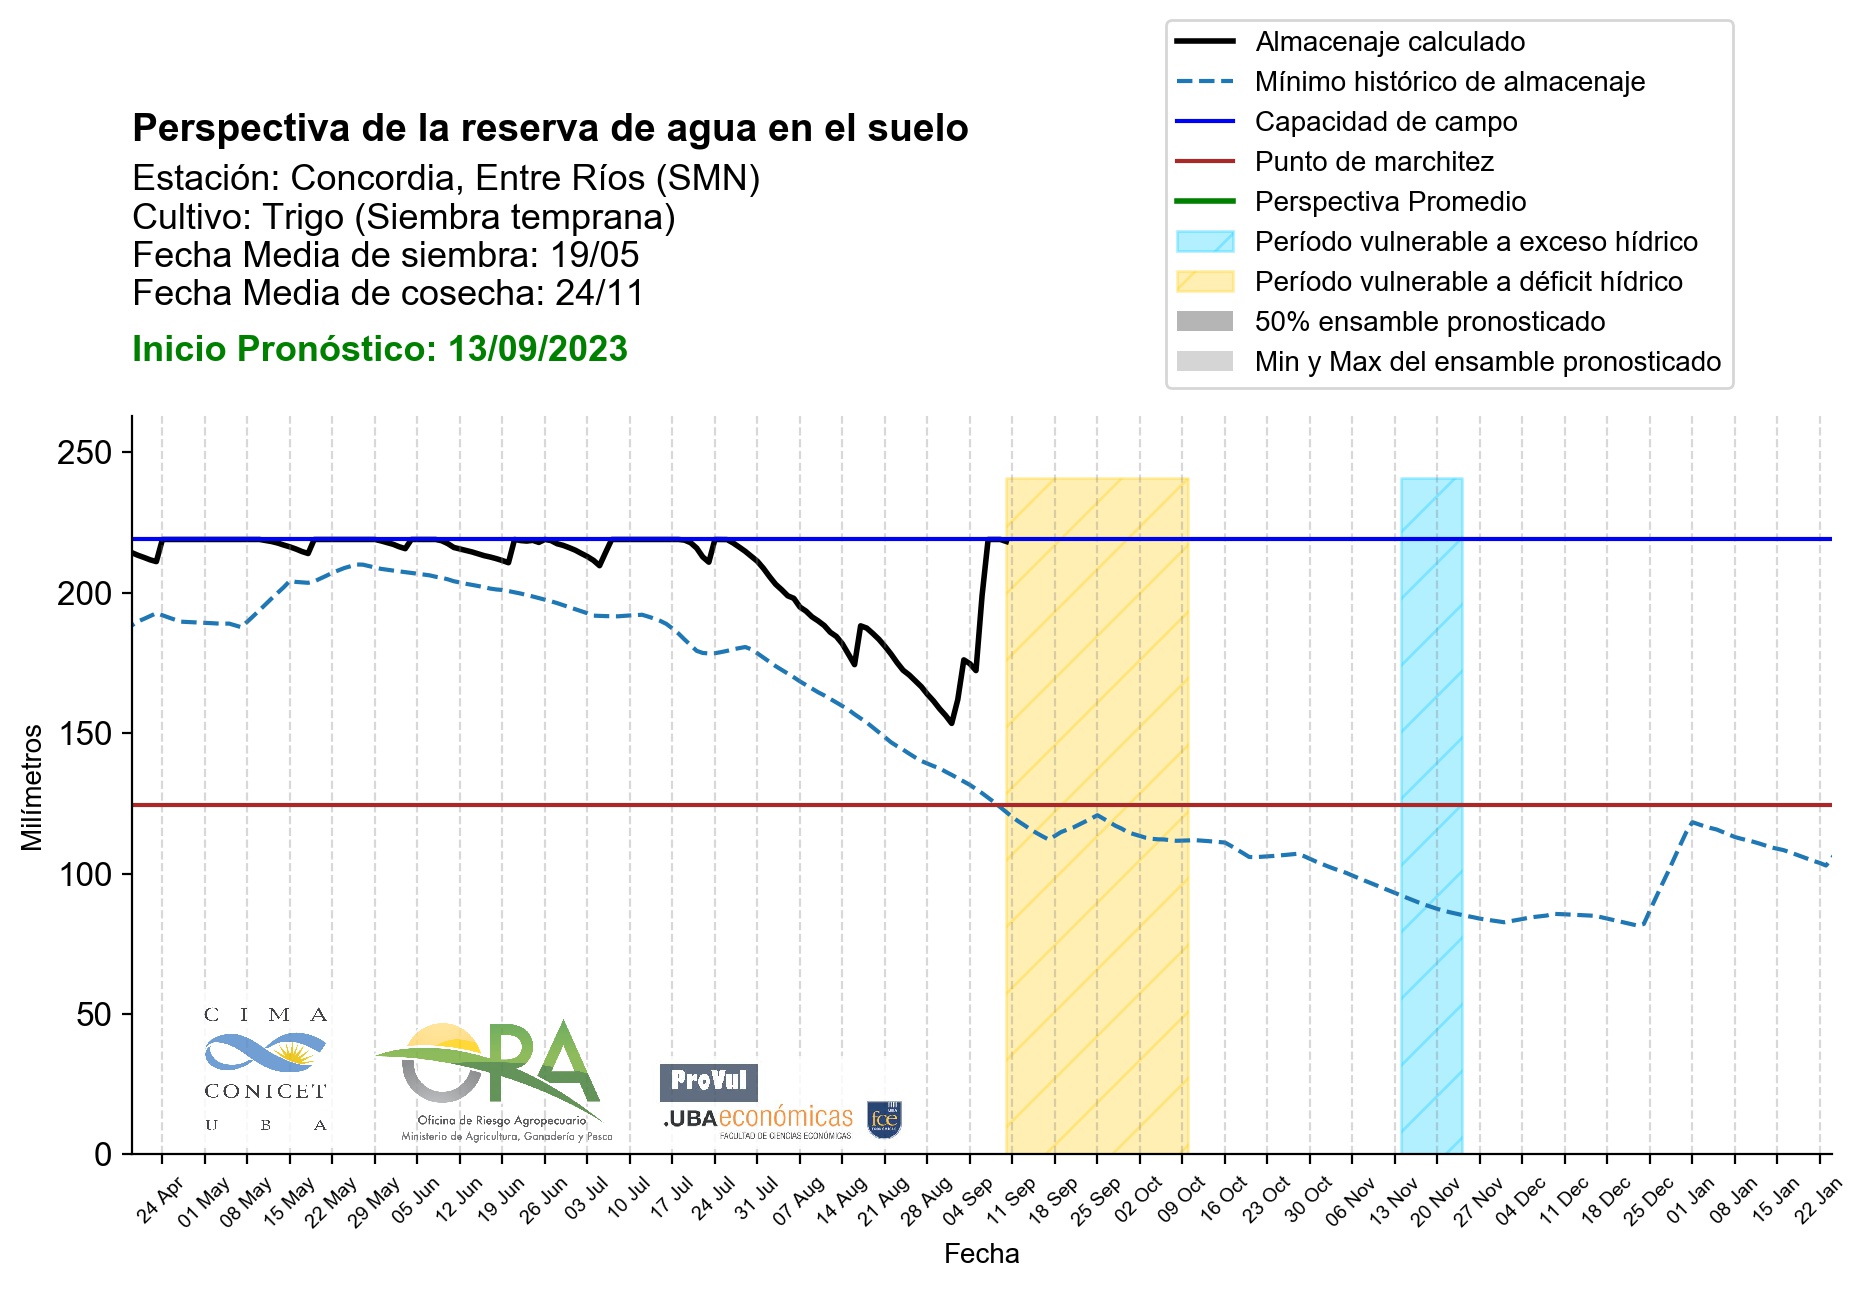 Almacenaje calculado
Mínimo histórico de almacenaje
Capacidad de campo
Punto de marchitez
Perspectiva Promedio
Período vulnerable a exceso hídrico
Período vulnerable a déficit hídrico
50% ensamble pronosticado
Min y Max del ensamble pronosticado
Perspectiva de la reserva de agua en el suelo
Estación: Concordia, Entre Ríos (SMN)
Cultivo: Trigo (Siembra temprana)
Fecha Media de siembra: 19/05
Fecha Media de cosecha: 24/11
Inicio Pronóstico: 13/09/2023
250
200
150
100
50
0
Milímetros
CIMA
CONICET
UBA
ORA
Oficina de Riesgo Agropecuario
Ministerio de Agricultura, Ganadería y Pesca
ProVul
.UBAeconómicas
FACULTAD DE CIENCIAS ECONÓMICAS
UBA
fce
24 Apr
01 May
08 May
15 May
22 May
29 May
05 Jun
12 Jun
19 Jun
26 Jun
03 Jul
10 Jul
17 Jul
24 Jul
31 Jul
07 Aug
14 Aug
21 Aug
28 Aug
04 Sep
11 Sep
18 Sep
25 Sep
02 Oct
09 Oct
16 Oct
23 Oct
30 Oct
06 Nov
13 Nov
20 Nov
27 Nov
04 Dec
11 Dec
18 Dec
25 Dec
01 Jan
08 Jan
15 Jan
22 Jan
Fecha